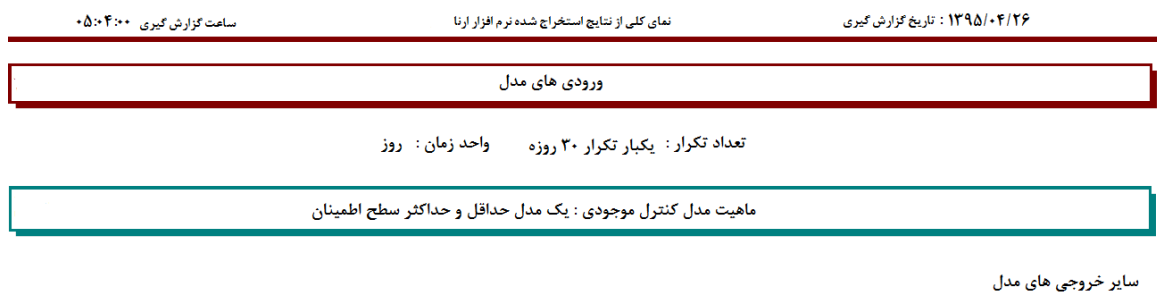 تاریخ گزارش گیری : ۱۳۹۵/۰۴/۲۶ نمای کلی از نتایج استخراج شده نرم افزار ارنا ساعت گزارش گیری ۰۵:۰۴:۰۰
ورودی های مدل
تعداد تکرار : یکبار تکرار ۳۰ روزه واحد زمان : روز
ماهیت مدل کنترل موجودی : یک مدل حداقل و حداکثر سطح اطمینان
سایر خروجی های مدل